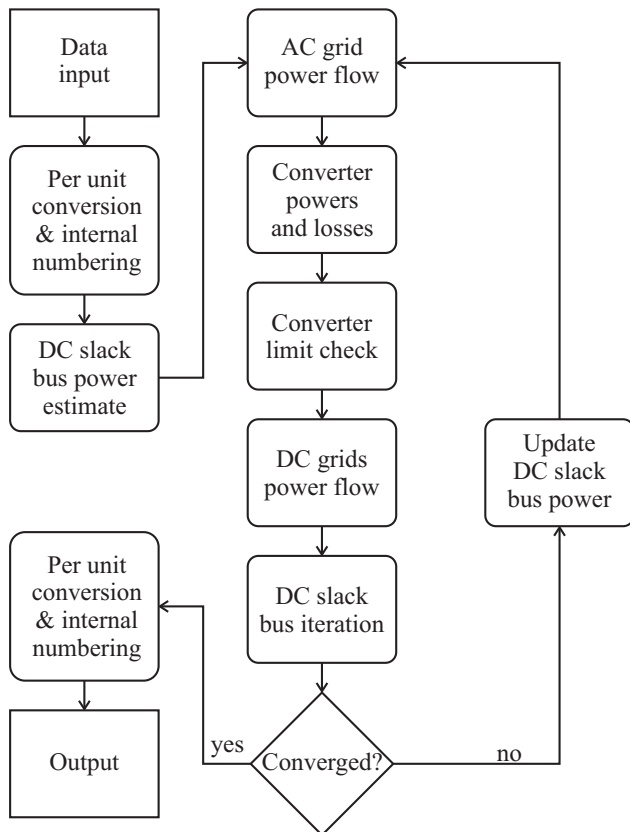 Data
input
Per unit
conversion
& internal
numbering
DC slack
bus power
estimate
AC grid
power flow
Converter
powers
and losses
Converter
limit check
DC grids
power flow
DC slack
bus iteration
Converged?
no
Update
DC slack
bus power
yes
Per unit
conversion
& internal
numbering
Output